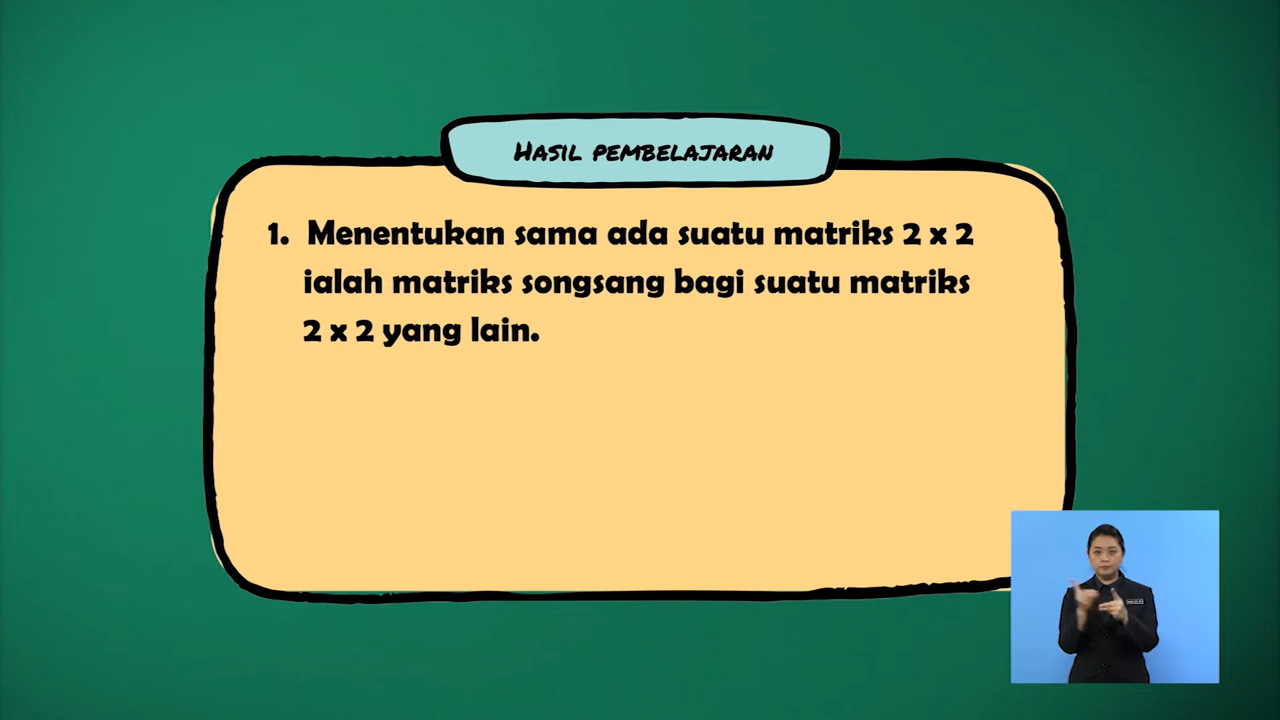 HASIL PEMBELAJARAN
1. Menentukan sama ada suatu matriks 2 x 2
ialah matriks songsang bagi suatu matriks
2 x 2 yang lain.